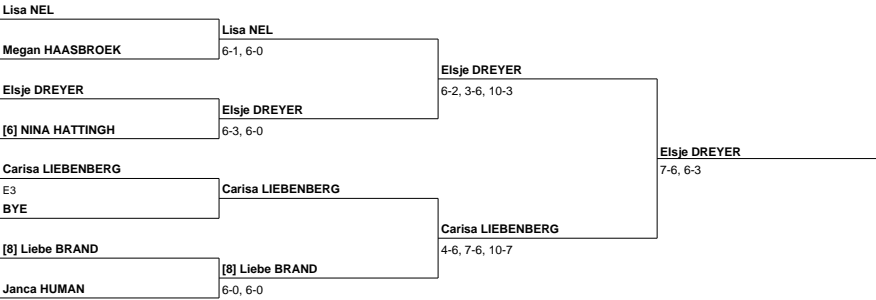 Lisa NEL
Lisa NEL
Megan HAASBROEK
6-1, 6-0
Elsje DREYER
Elsje DREYER
6-2, 3-6, 10-3
Elsje DREYER
[6] NINA HATTINGH
6-3, 6-0
Elsje DREYER
7-6, 6-3
Carisa LIEBENBERG
E3
Carisa LIEBENBERG
BYE
Carisa LIEBENBERG
4-6, 7-6, 10-7
[8] Liebe BRAND
[8] Liebe BRAND
Janca HUMAN
6-0, 6-0